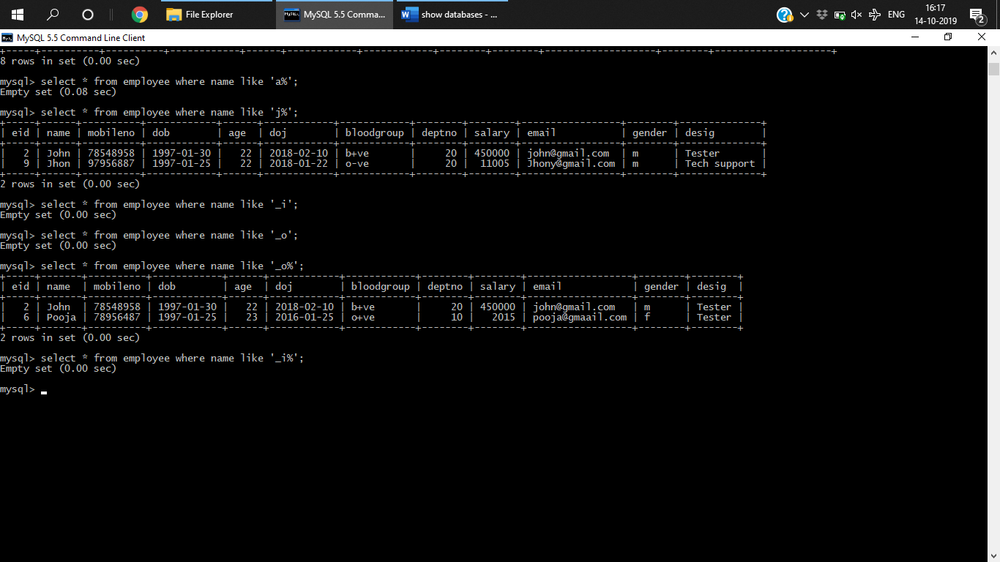 File Explorer
MySQL 5.5 Comma...
show databases - ...
ENG
16:17
14-10-2019
2
MySQL 5.5 Command Line Client
+-----+----------+----------+------------+------+------------+------------+--------+--------+-------------------+--------+--------------------+
8 rows in set (0.00 sec)
mysql> select * from employee where name like 'a%';
Empty set (0.08 sec)
mysql> select * from employee where name like 'j%';
+-----+------+----------+------------+------+------------+------------+--------+--------+-----------------+--------+--------------+
| eid | name | mobileno | dob        | age  | doj        | bloodgroup | deptno | salary | email           | gender | desig        |
+-----+------+----------+------------+------+------------+------------+--------+--------+-----------------+--------+--------------+
|   2 | John | 78548958 | 1997-01-30 |   22 | 2018-02-10 | b+ve       |     20 | 450000 | john@gmail.com  | m      | Tester       |
|   9 | Jhon | 97956887 | 1997-01-25 |   22 | 2018-01-22 | o-ve       |     20 |  11005 | Jhony@gmail.com | m      | Tech support |
+-----+------+----------+------------+------+------------+------------+--------+--------+-----------------+--------+--------------+
2 rows in set (0.00 sec)
mysql> select * from employee where name like '_i';
Empty set (0.00 sec)
mysql> select * from employee where name like '_o';
Empty set (0.00 sec)
mysql> select * from employee where name like '_o%';
+-----+-------+----------+------------+------+------------+------------+--------+--------+------------------+--------+--------+
| eid | name  | mobileno | dob        | age  | doj        | bloodgroup | deptno | salary | email            | gender | desig  |
+-----+-------+----------+------------+------+------------+------------+--------+--------+------------------+--------+--------+
|   2 | John  | 78548958 | 1997-01-30 |   22 | 2018-02-10 | b+ve       |     20 | 450000 | john@gmail.com   | m      | Tester |
|   6 | Pooja | 78956487 | 1997-01-25 |   23 | 2016-01-25 | o+ve       |     10 |   2015 | pooja@gmaail.com | f      | Tester |
+-----+-------+----------+------------+------+------------+------------+--------+--------+------------------+--------+--------+
2 rows in set (0.00 sec)
mysql> select * from employee where name like '_i%';
Empty set (0.00 sec)
mysql>